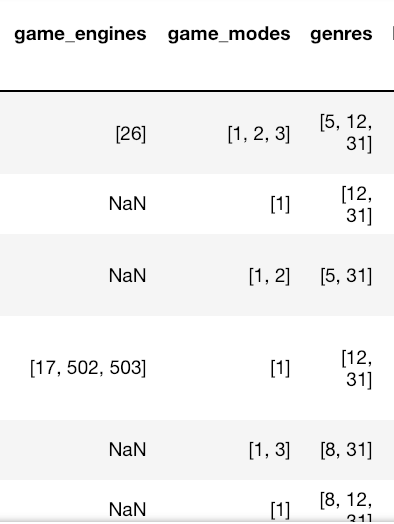 game_engines game_modes genres
[26] [1, 2, 3] [5, 12,
31]
NaN [1] [12,
31]
NaN [1, 2] [5, 31]
[17, 502, 503] [1] [12,
31]
NaN [1, 3] [8, 31]
NaN [1] [8, 12,
31]